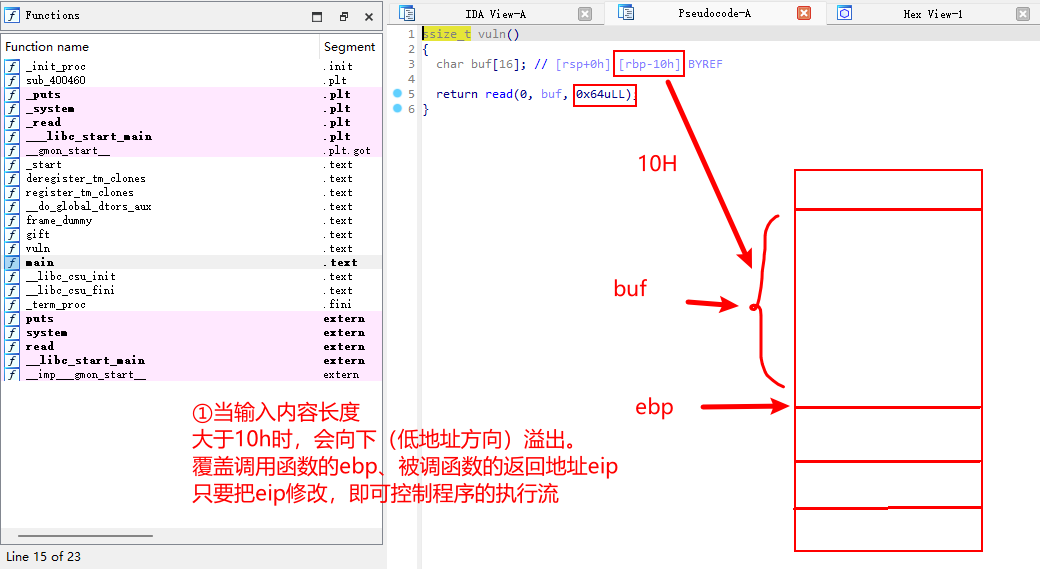 Functions
Function name Segment
_init_proc .init
sub_400460 .plt
_puts .plt
_system .plt
_read .plt
___libc_start_main .plt
__gmon_start__ .plt.got
_start .text
deregister_tm_clones .text
register_tm_clones .text
__do_global_dtors_aux .text
frame_dummy .text
gift .text
vuln .text
main .text
__libc_csu_init .text
__libc_csu_fini .text
_term_proc .fini
puts extern
system extern
read extern
__libc_start_main extern
__imp___gmon_start__ extern
Line 15 of 23
IDA View-A Pseudocode-A Hex View-1
1 ssize_t vuln()
2 {
3 char buf[16]; // [rsp+0h] [rbp-10h] BYREF
4
5 return read(0, buf, 0x64uLL);
6 }
10H
buf
ebp
①当输入内容长度
大于10h时，会向下（低地址方向）溢出。
覆盖调用函数的ebp、被调函数的返回地址eip
只要把eip修改，即可控制程序的执行流